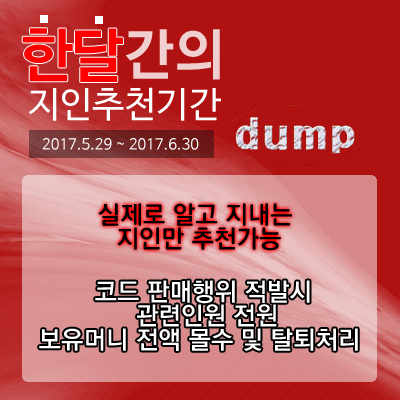 한달간의
지인추천기간
2017.5.29 ~ 2017.6.30
dump
실제로 알고 지내는
지인만 추천가능
코드 판매행위 적발시
관련인원 전원
보유머니 전액 몰수 및 탈퇴처리